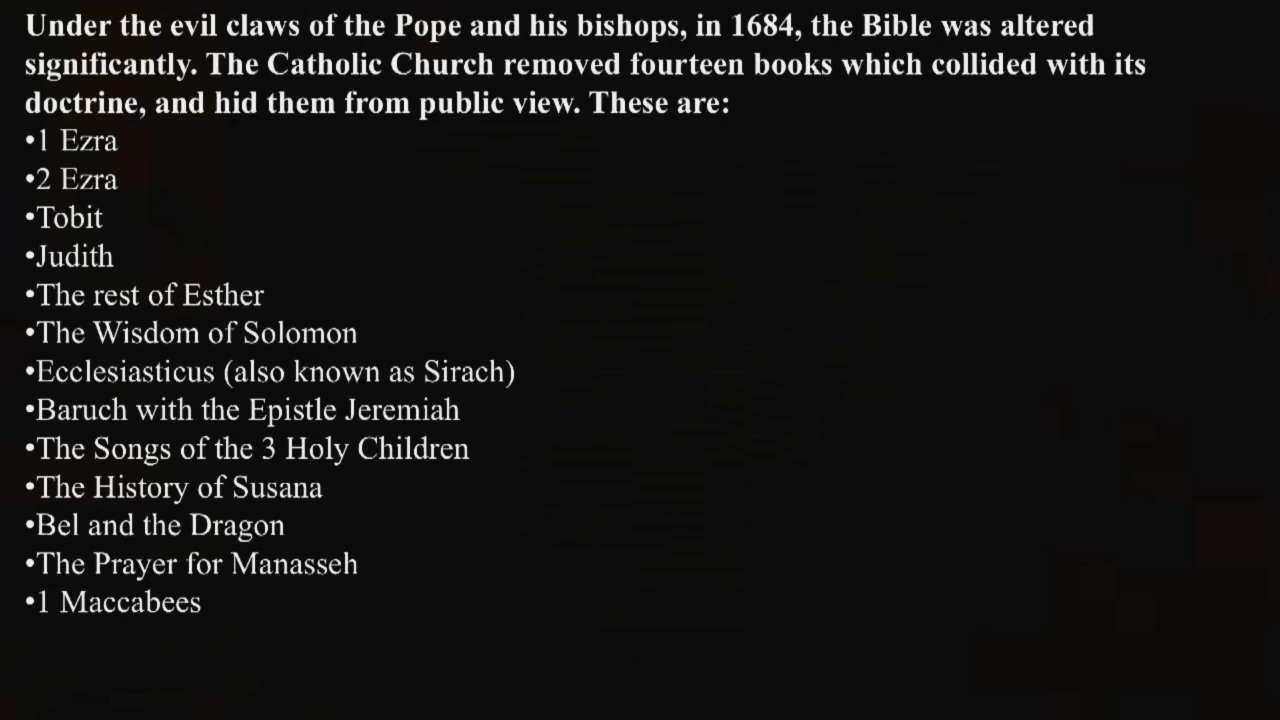 Under the evil claws of the Pope and his bishops, in 1684, the Bible was altered
significantly. The Catholic Church removed fourteen books which collided with its
doctrine, and hid them from public view. These are:
•1 Ezra
•2 Ezra
•Tobit
•Judith
•The rest of Esther
•The Wisdom of Solomon
•Ecclesiasticus (also known as Sirach)
•Baruch with the Epistle Jeremiah
•The Songs of the 3 Holy Children
•The History of Susana
•Bel and the Dragon
•The Prayer for Manasseh
•1 Maccabees